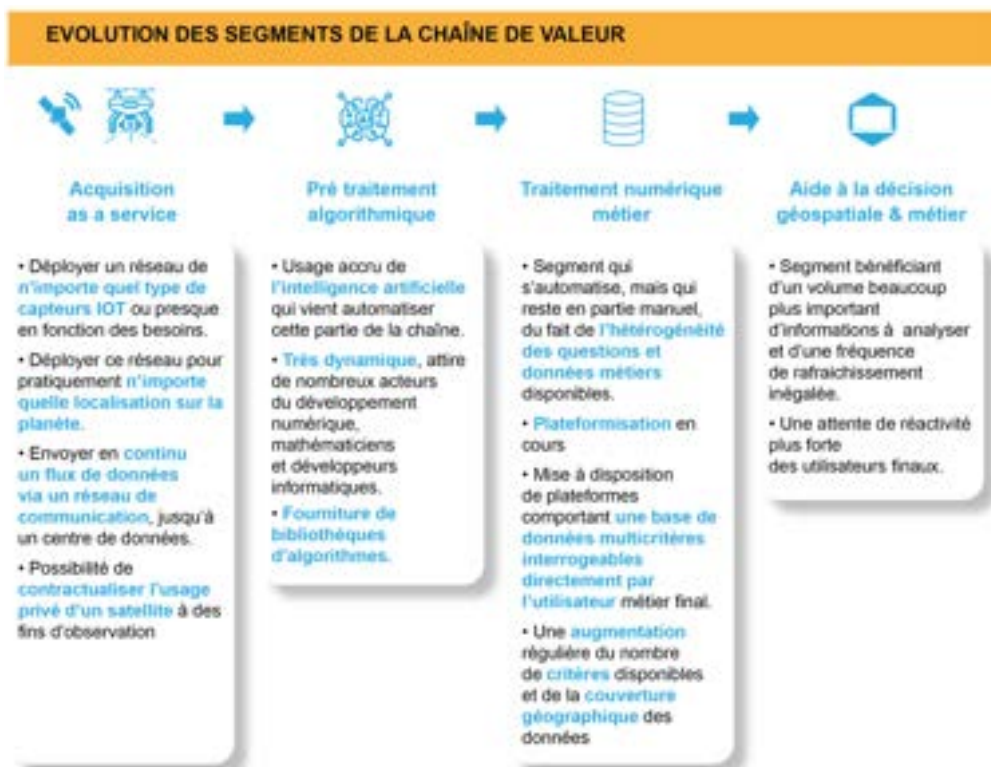 EVOLUTION DES SEGMENTS DE LA CHAÎNE DE VALEUR
Acquisition
as a service
• Déployer un réseau de
n'importe quel type de
capteurs IOT ou presque
en fonction des besoins.
• Déployer ce réseau pour
pratiquement n'importe
quelle localisation sur la
planète.
• Envoyer en continu
un flux de données
via un réseau de
communication, jusqu'à
un centre de données.
• Possibilité de
contractualiser l'usage
privé d'un satellite à des
fins d'observation
Pré traitement
algorithmique
• Usage accru de
l'intelligence artificielle
qui vient automatiser
cette partie de la chaîne.
• Très dynamique, attire
de nombreux acteurs
du développement
numérique,
mathématiciens
et développeurs
informatiques.
• Fourniture de
bibliothèques
d'algorithmes.
Traitement numérique
métier
• Segment qui
s'automatise, mais qui
reste en partie manuel,
du fait de l'hétérogénéité
des questions et
données métiers
disponibles.
• Plateformisation en
cours
• Mise à disposition
de plateformes
comportant une base de
données multicritères
interrogeables
directement par
l'utilisateur métier final.
• Une augmentation
régulière du nombre
de critères disponibles
et de la couverture
géographique des
données
Aide à la décision
géospatiale & métier
• Segment bénéficiant
d'un volume beaucoup
plus important
d'informations à analyser
et d'une fréquence
de rafraichissement
inégalée.
• Une attente de réactivité
plus forte
des utilisateurs finaux.